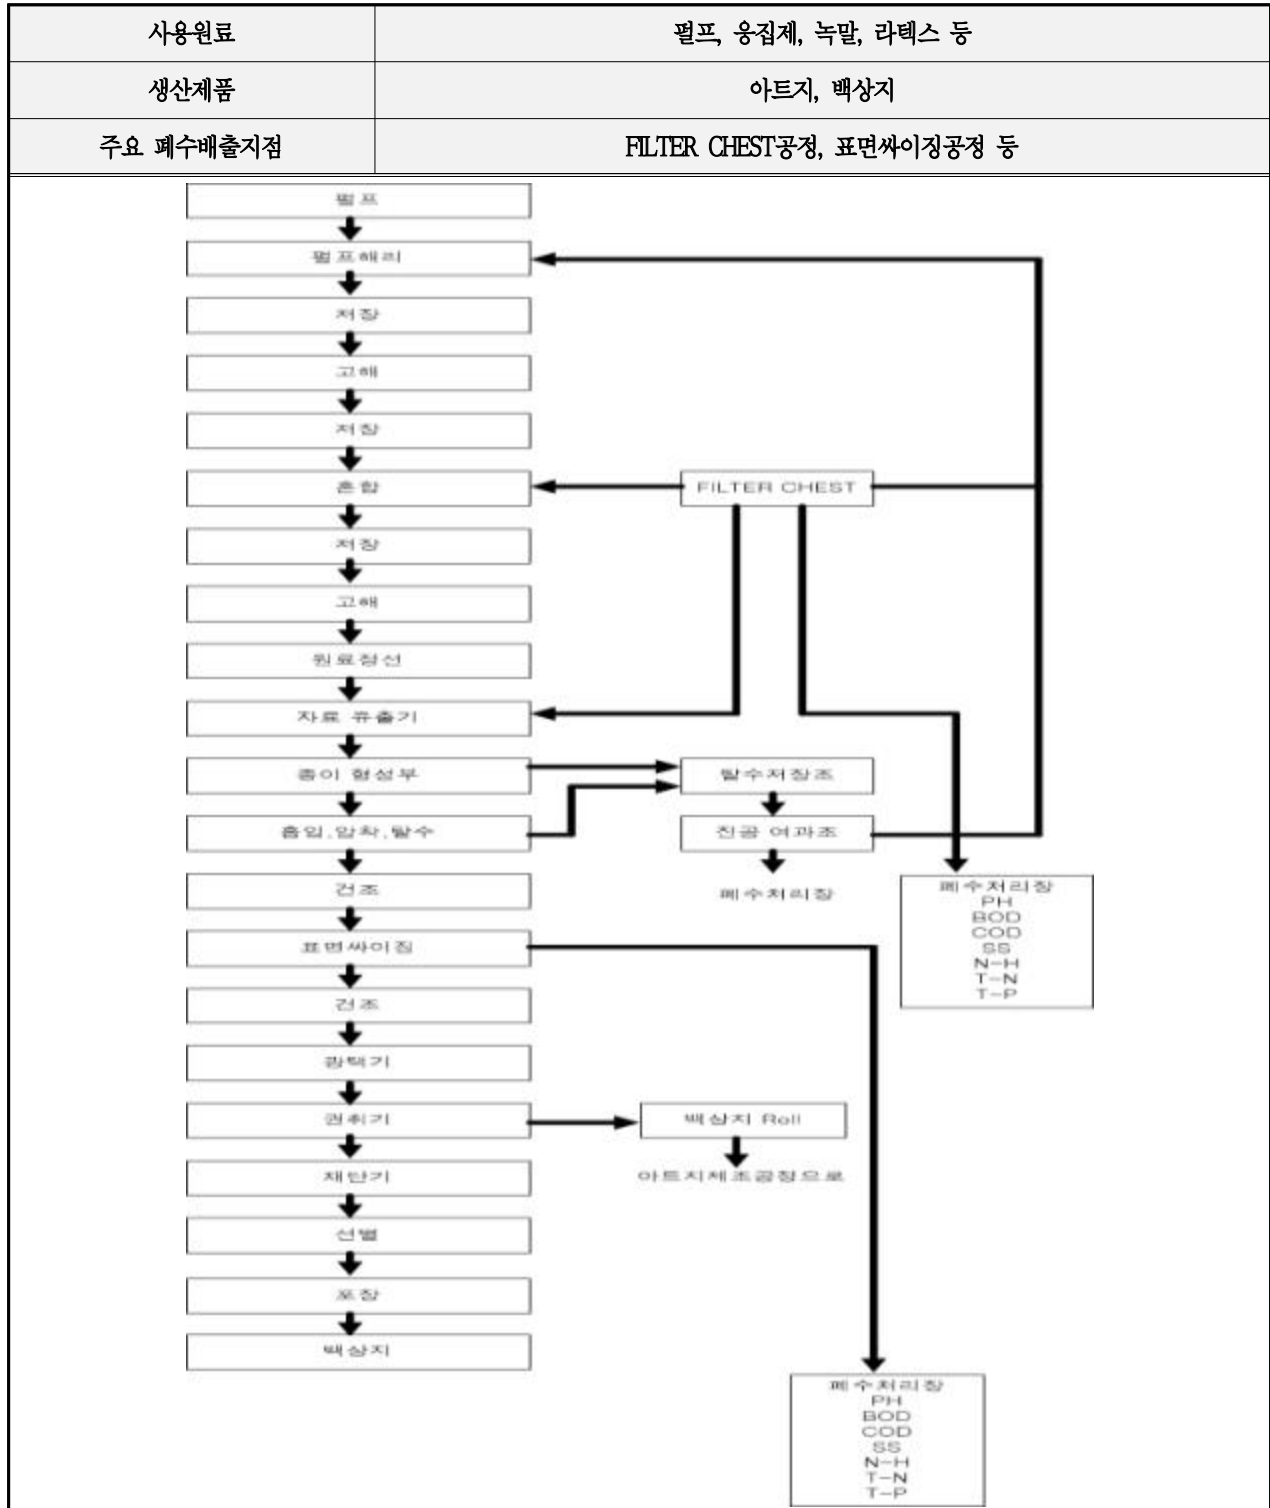 사용원료 펄프, 응집제, 녹말, 라텍스 등
생산제품 아트지, 백상지
주요 폐수배출지점 FILTER CHEST공정, 표면싸이징공정 등
펄프
펄프해리
저장
고해
저장
혼합
FILTER CHEST
저장
고해
원료정선
자료 유출기
종이 형성부
탈수저장조
흡입,압착,탈수
진공 여과조
건조
폐수처리장
폐수처리장
PH
BOD
COD
SS
N-H
T-N
T-P
표면싸이징
건조
광택기
권취기
백상지 Roll
재단기
아트지제조공정으로
선별
포장
백상지
폐수처리장
PH
BOD
COD
SS
N-H
T-N
T-P